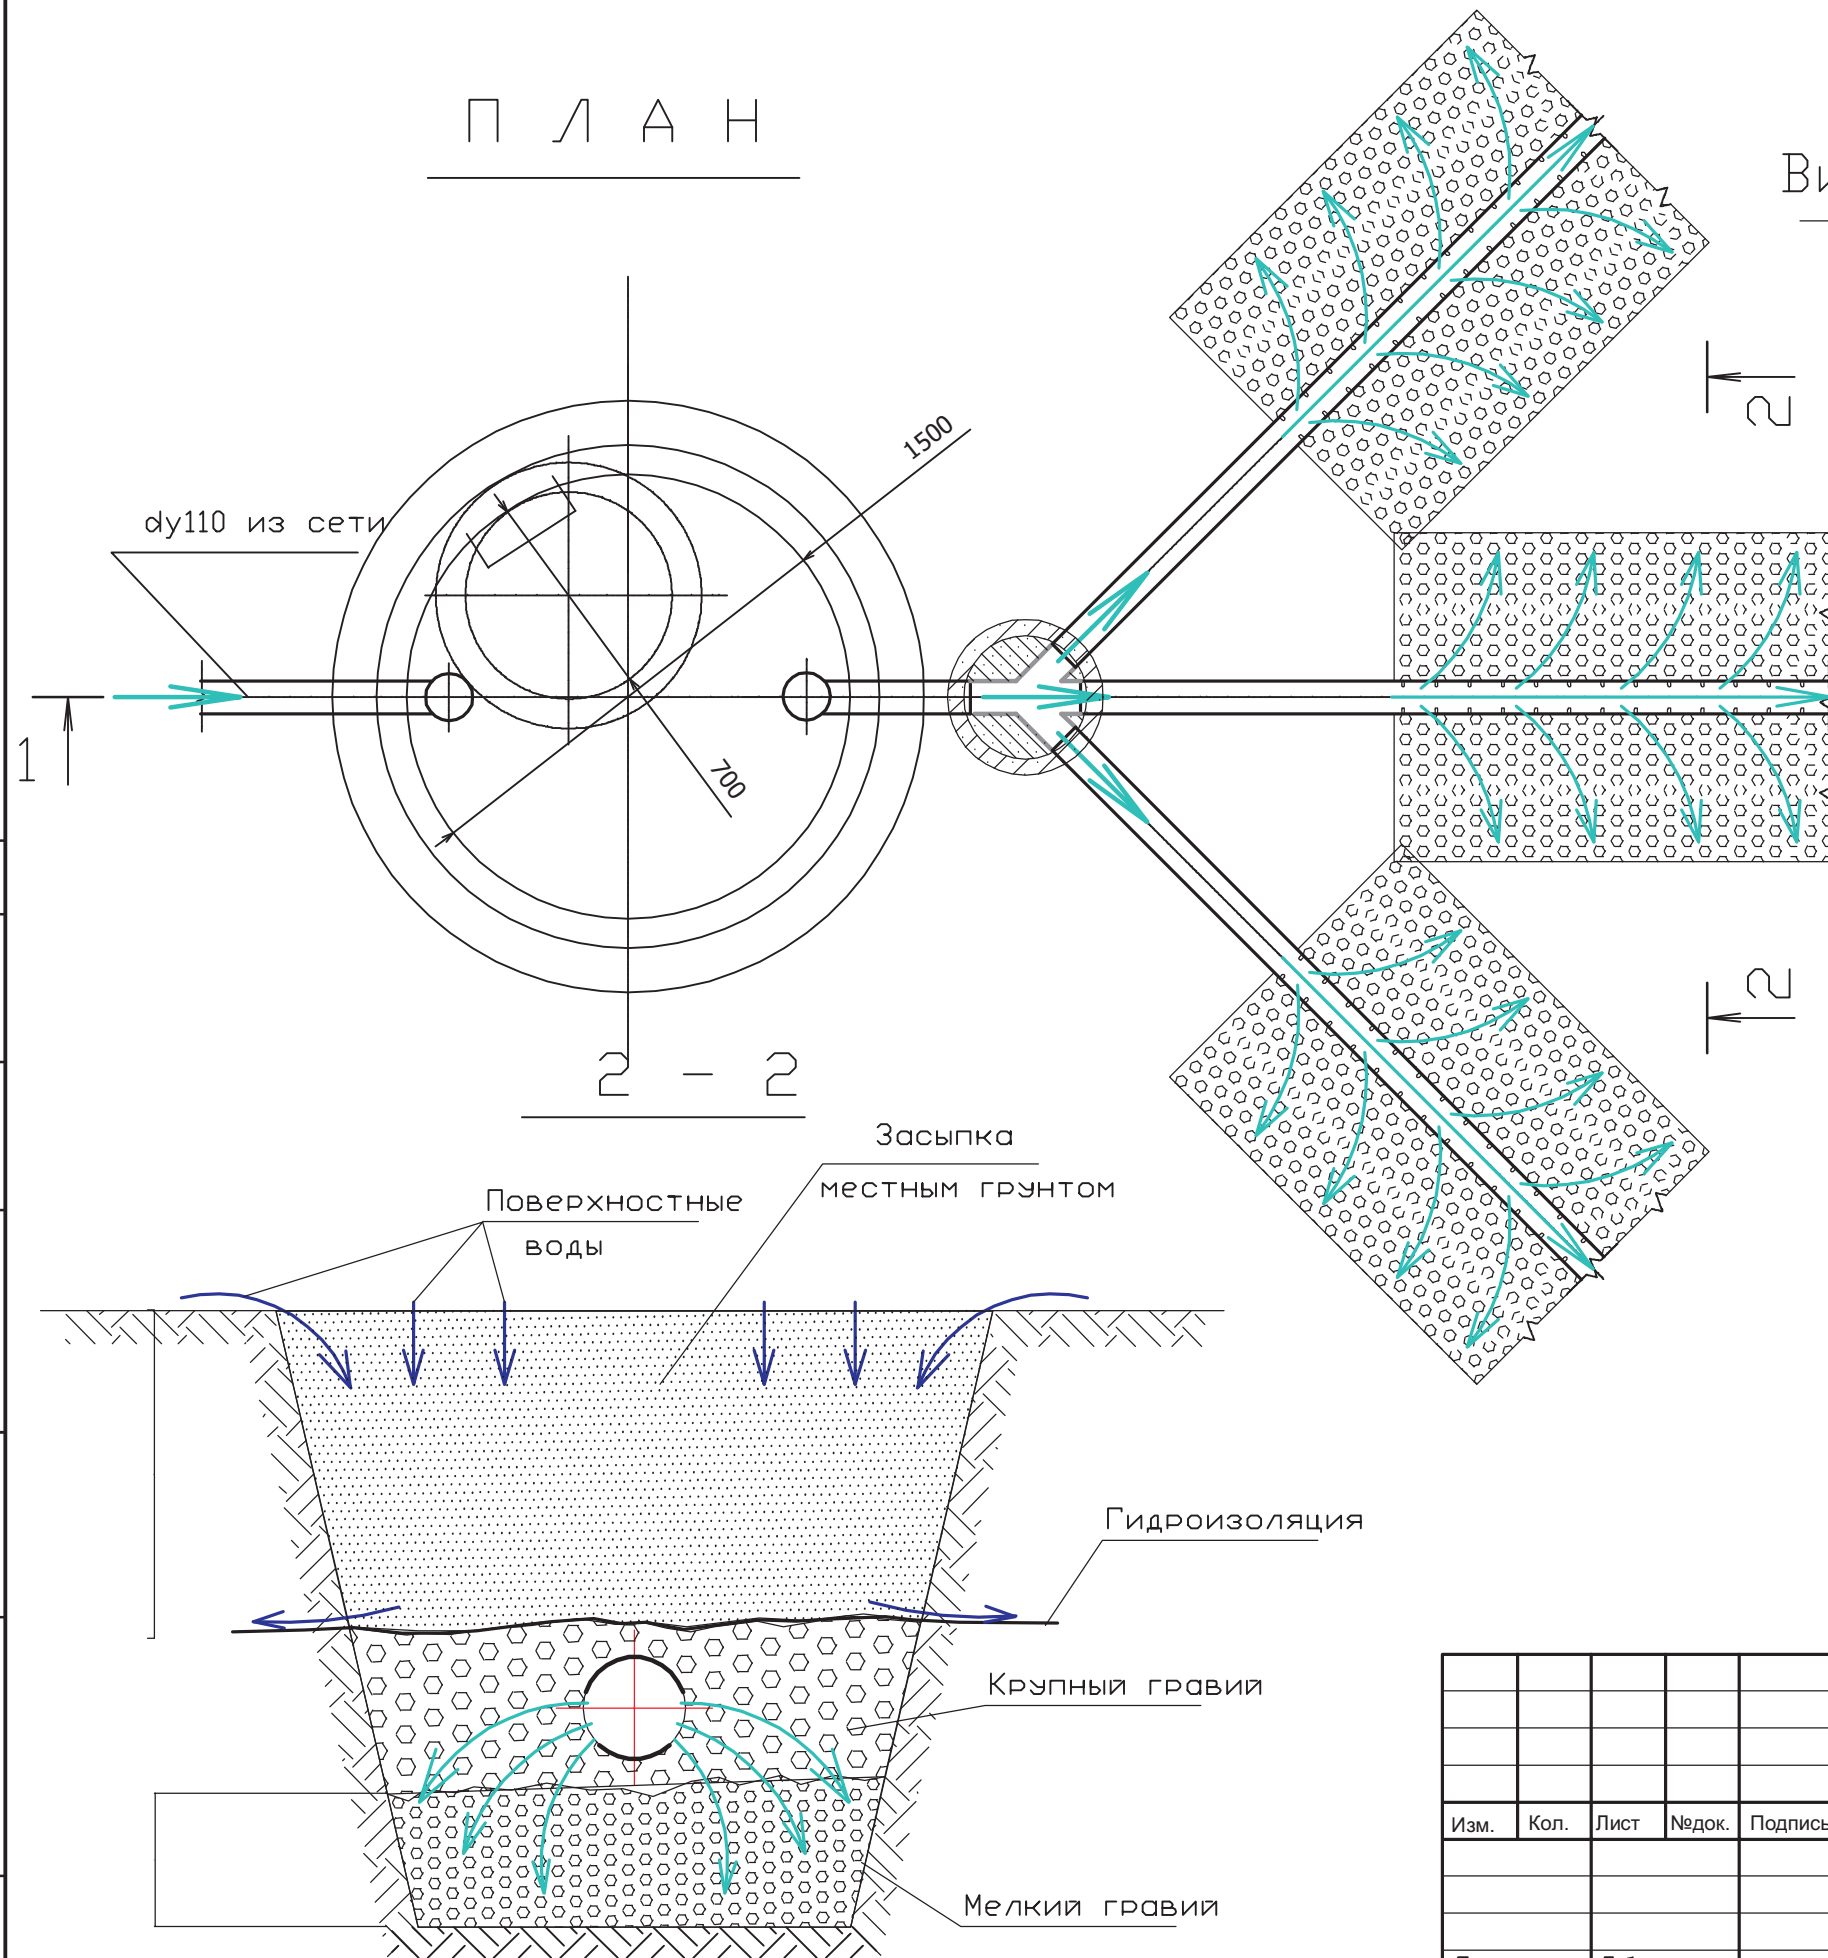 П Л А Н
Ви
1500
2
dy110 из сети
1
700
2
2 - 2
Засыпка
местным грунтом
Поверхностные
воды
Гидроизоляция
Крупный гравий
Изм. Кол. Лист №док. Подпись
Мелкий гравий